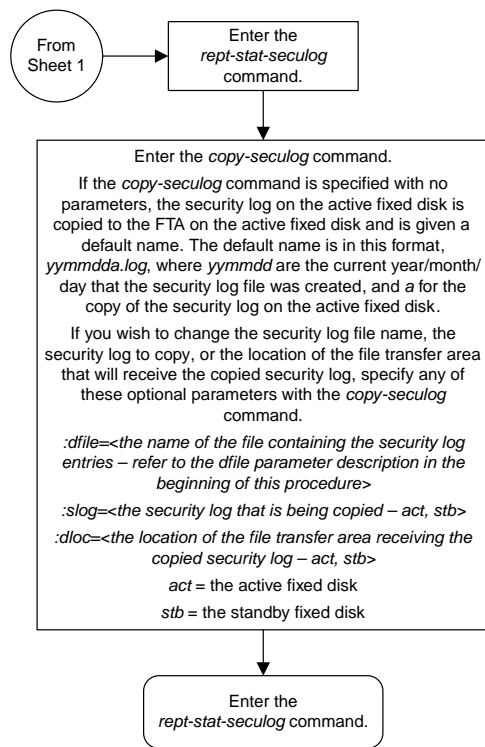 From
Sheet 1
Enter the
rept-stat-seculog
command.
Enter the copy-seculog command.
If the copy-seculog command is specified with no
parameters, the security log on the active fixed disk is
copied to the FTA on the active fixed disk and is given a
default name. The default name is in this format,
yymmdda.log, where yymmdd are the current year/month/
day that the security log file was created, and a for the
copy of the security log on the active fixed disk.
If you wish to change the security log file name, the
security log to copy, or the location of the file transfer area
that will receive the copied security log, specify any of
these optional parameters with the copy-seculog
command.
:dfile=<the name of the file containing the security log
entries – refer to the dfile parameter description in the
beginning of this procedure>
:slog=<the security log that is being copied – act, stb>
:dloc=<the location of the file transfer area receiving the
copied security log – act, stb>
act = the active fixed disk
stb = the standby fixed disk
Enter the
rept-stat-seculog command.